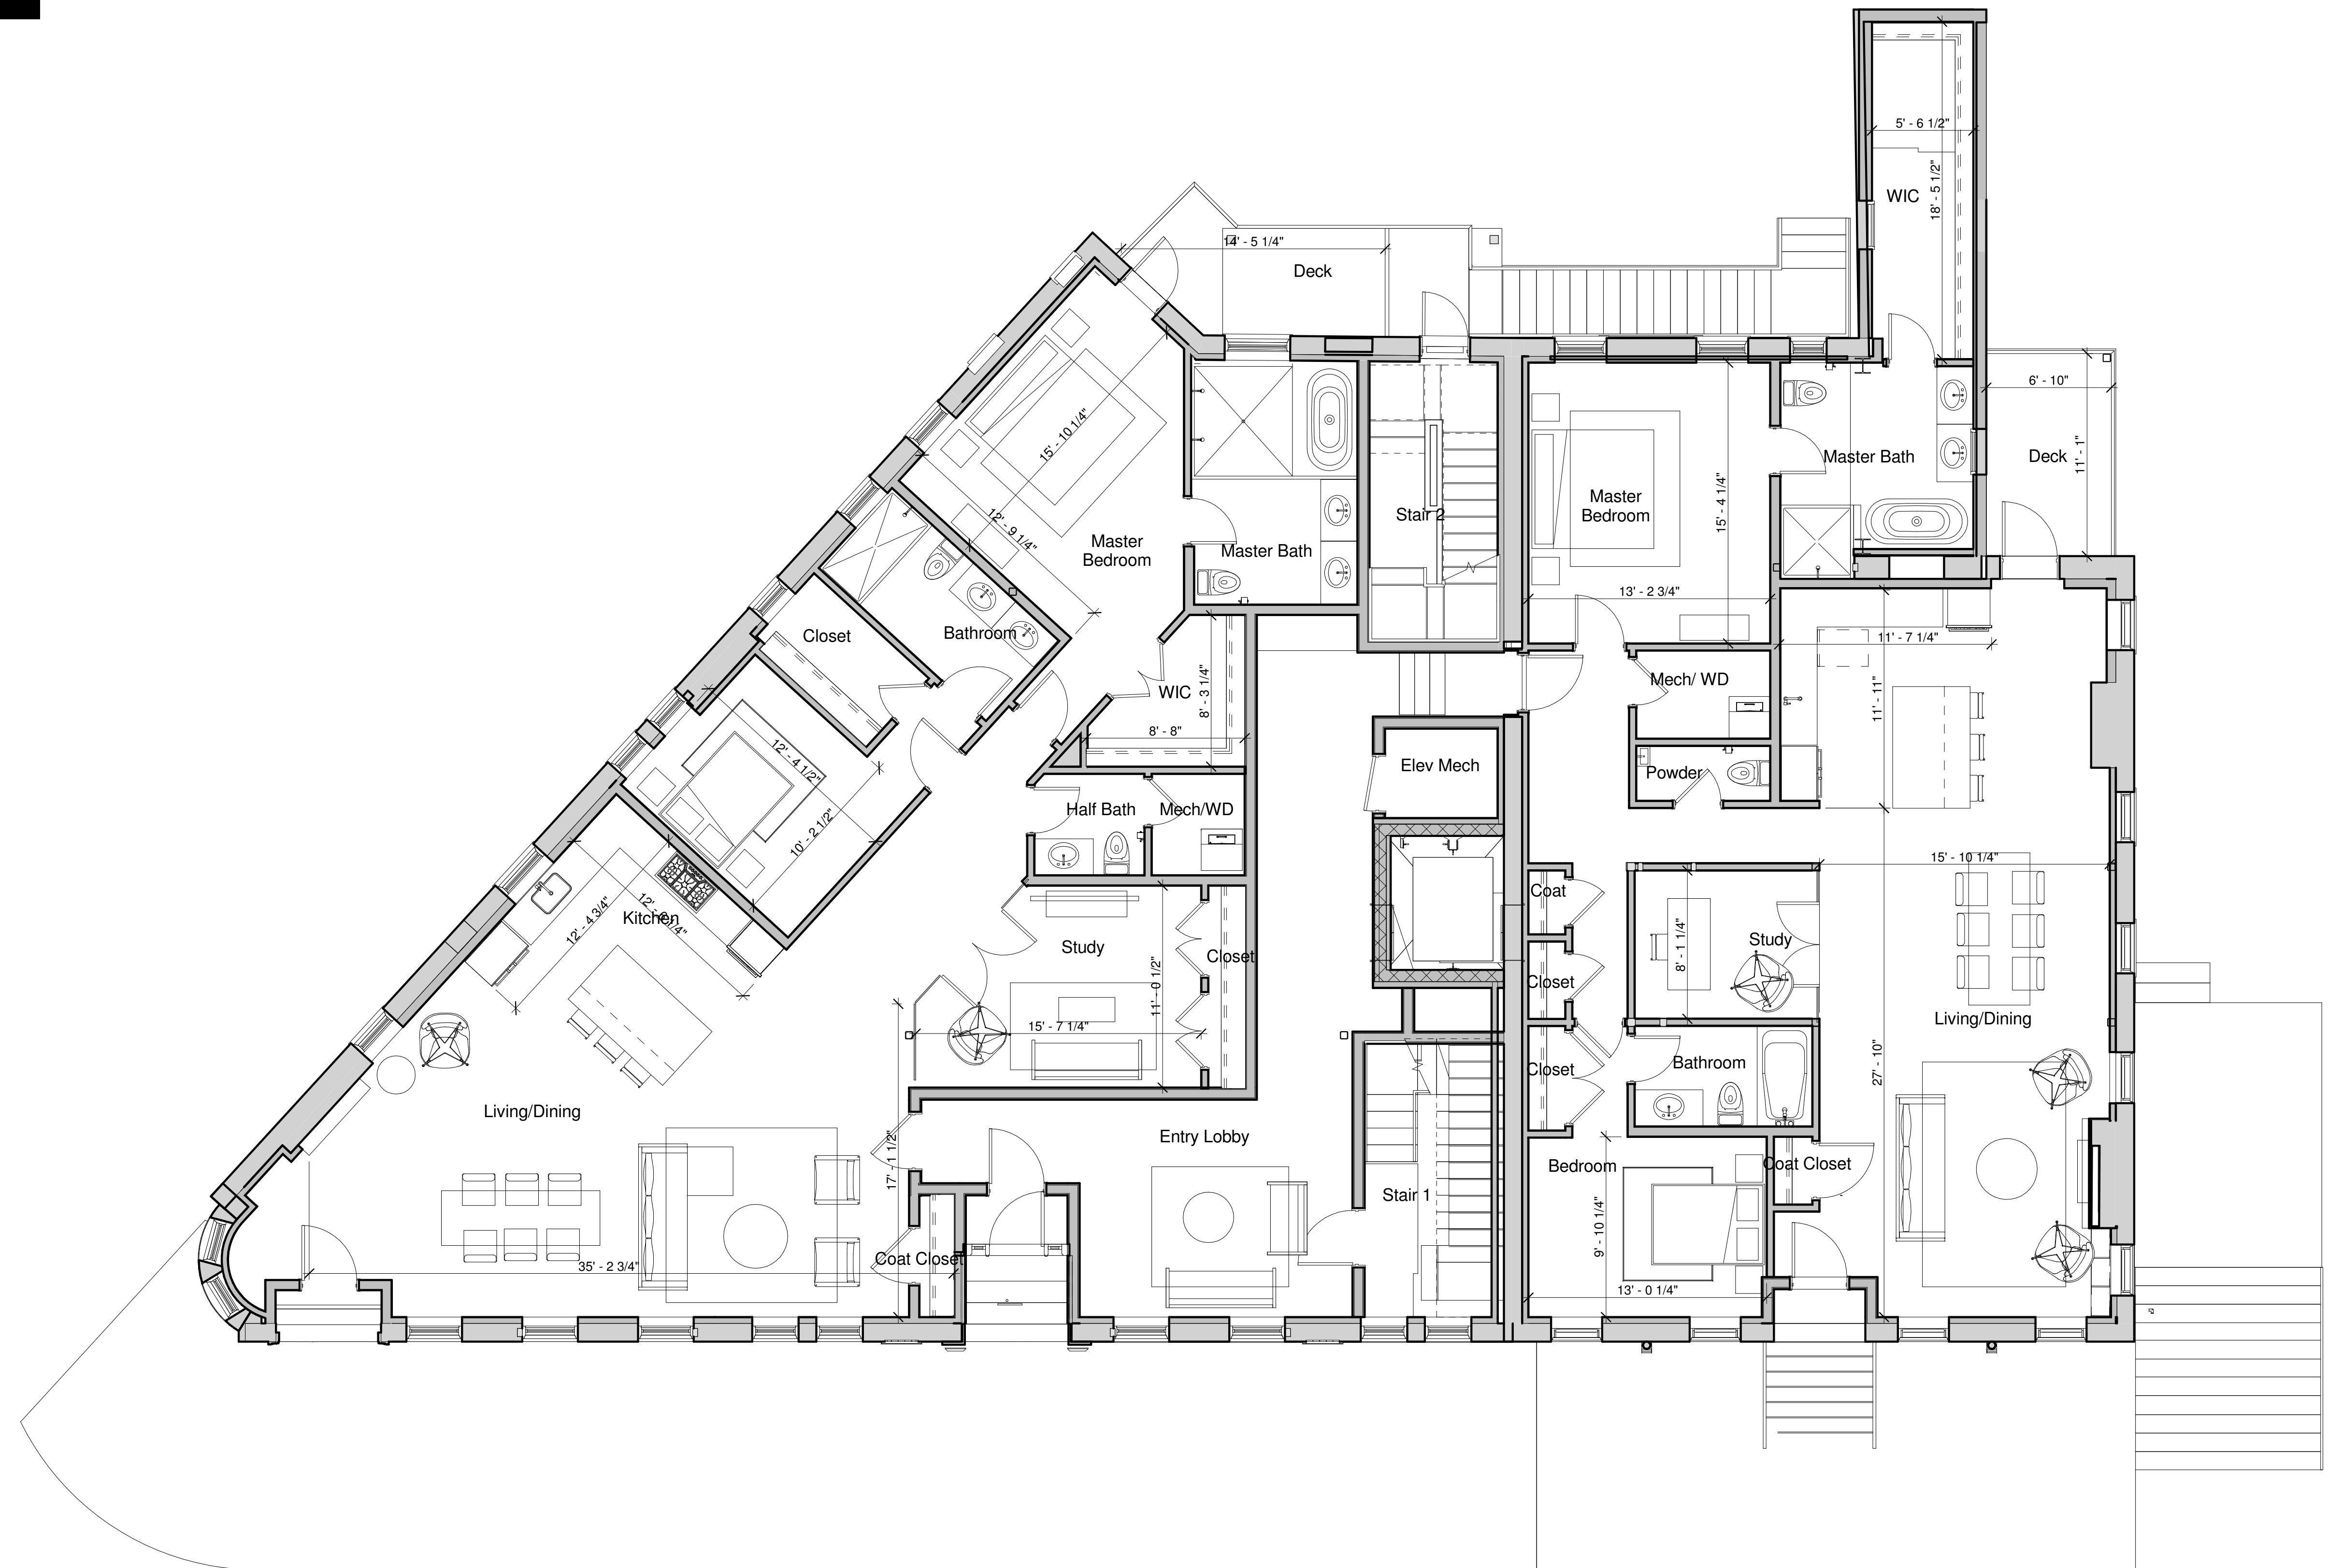 5' - 6 1/2"
18' - 5 1/2"
WIC
14' - 5 1/4"
Deck
6' - 10"
11' - 1"
Deck
15' - 10 1/4"
12' - 9 1/4"
Master
Bedroom
Master Bath
Stair 2
Master
Bedroom
15' - 4 1/4"
13' - 2 3/4"
Master Bath
Closet
Bathroom
WIC
8' - 3 1/4"
8' - 8"
Mech/ WD
11' - 7 1/4"
11' - 11"
12' - 4 1/2"
10' - 2 1/2"
Elev Mech
Powder
Half Bath
Mech/WD
15' - 10 1/4"
Kitchen
12' - 4 3/4"
Study
Closet
11' - 0 1/2"
15' - 7 1/4"
Coat
Closet
Closet
Study
8' - 1 1/4"
Living/Dining
27' - 10"
Bathroom
Living/Dining
17' - 1 1/2"
Entry Lobby
Stair 1
Bedroom
9' - 10 1/4"
13' - 0 1/4"
Coat Closet
Coat Closet
35' - 2 3/4"